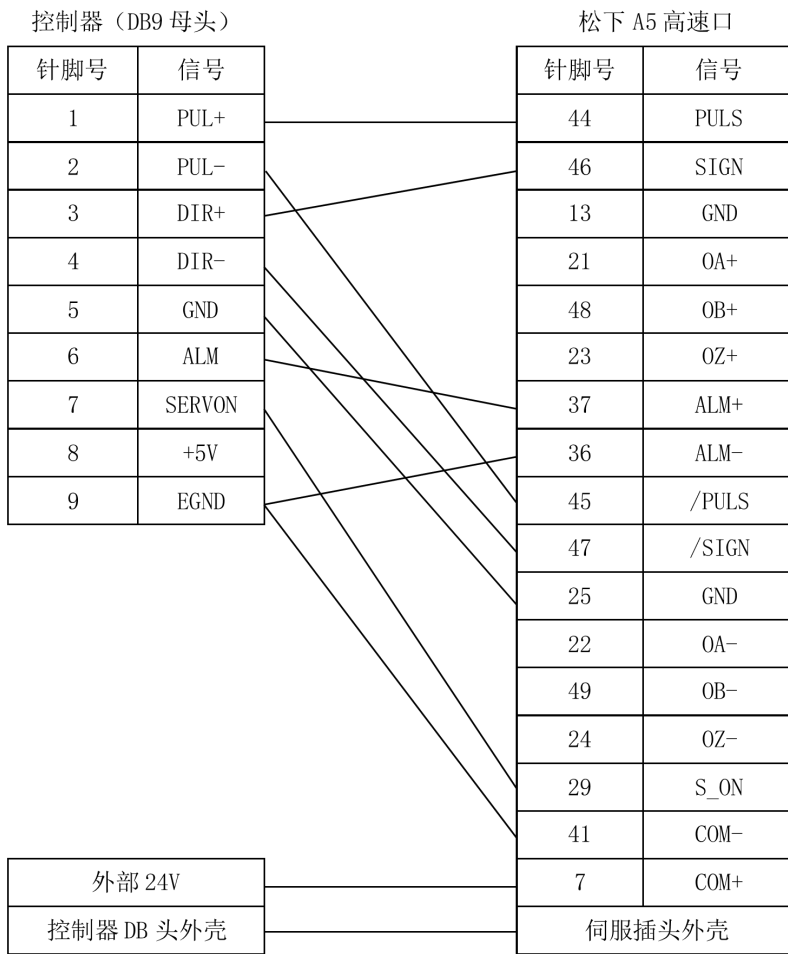 控制器（DB9 母头）
针脚号 信号
1 PUL+
2 PUL-
3 DIR+
4 DIR-
5 GND
6 ALM
7 SERVON
8 +5V
9 EGND
外部 24V
控制器 DB 头外壳
松下 A5 高速口
针脚号 信号
44 PULS
46 SIGN
13 GND
21 OA+
48 OB+
23 OZ+
37 ALM+
36 ALM-
45 /PULS
47 /SIGN
25 GND
22 OA-
49 OB-
24 OZ-
29 S_ON
41 COM-
7 COM+
伺服插头外壳